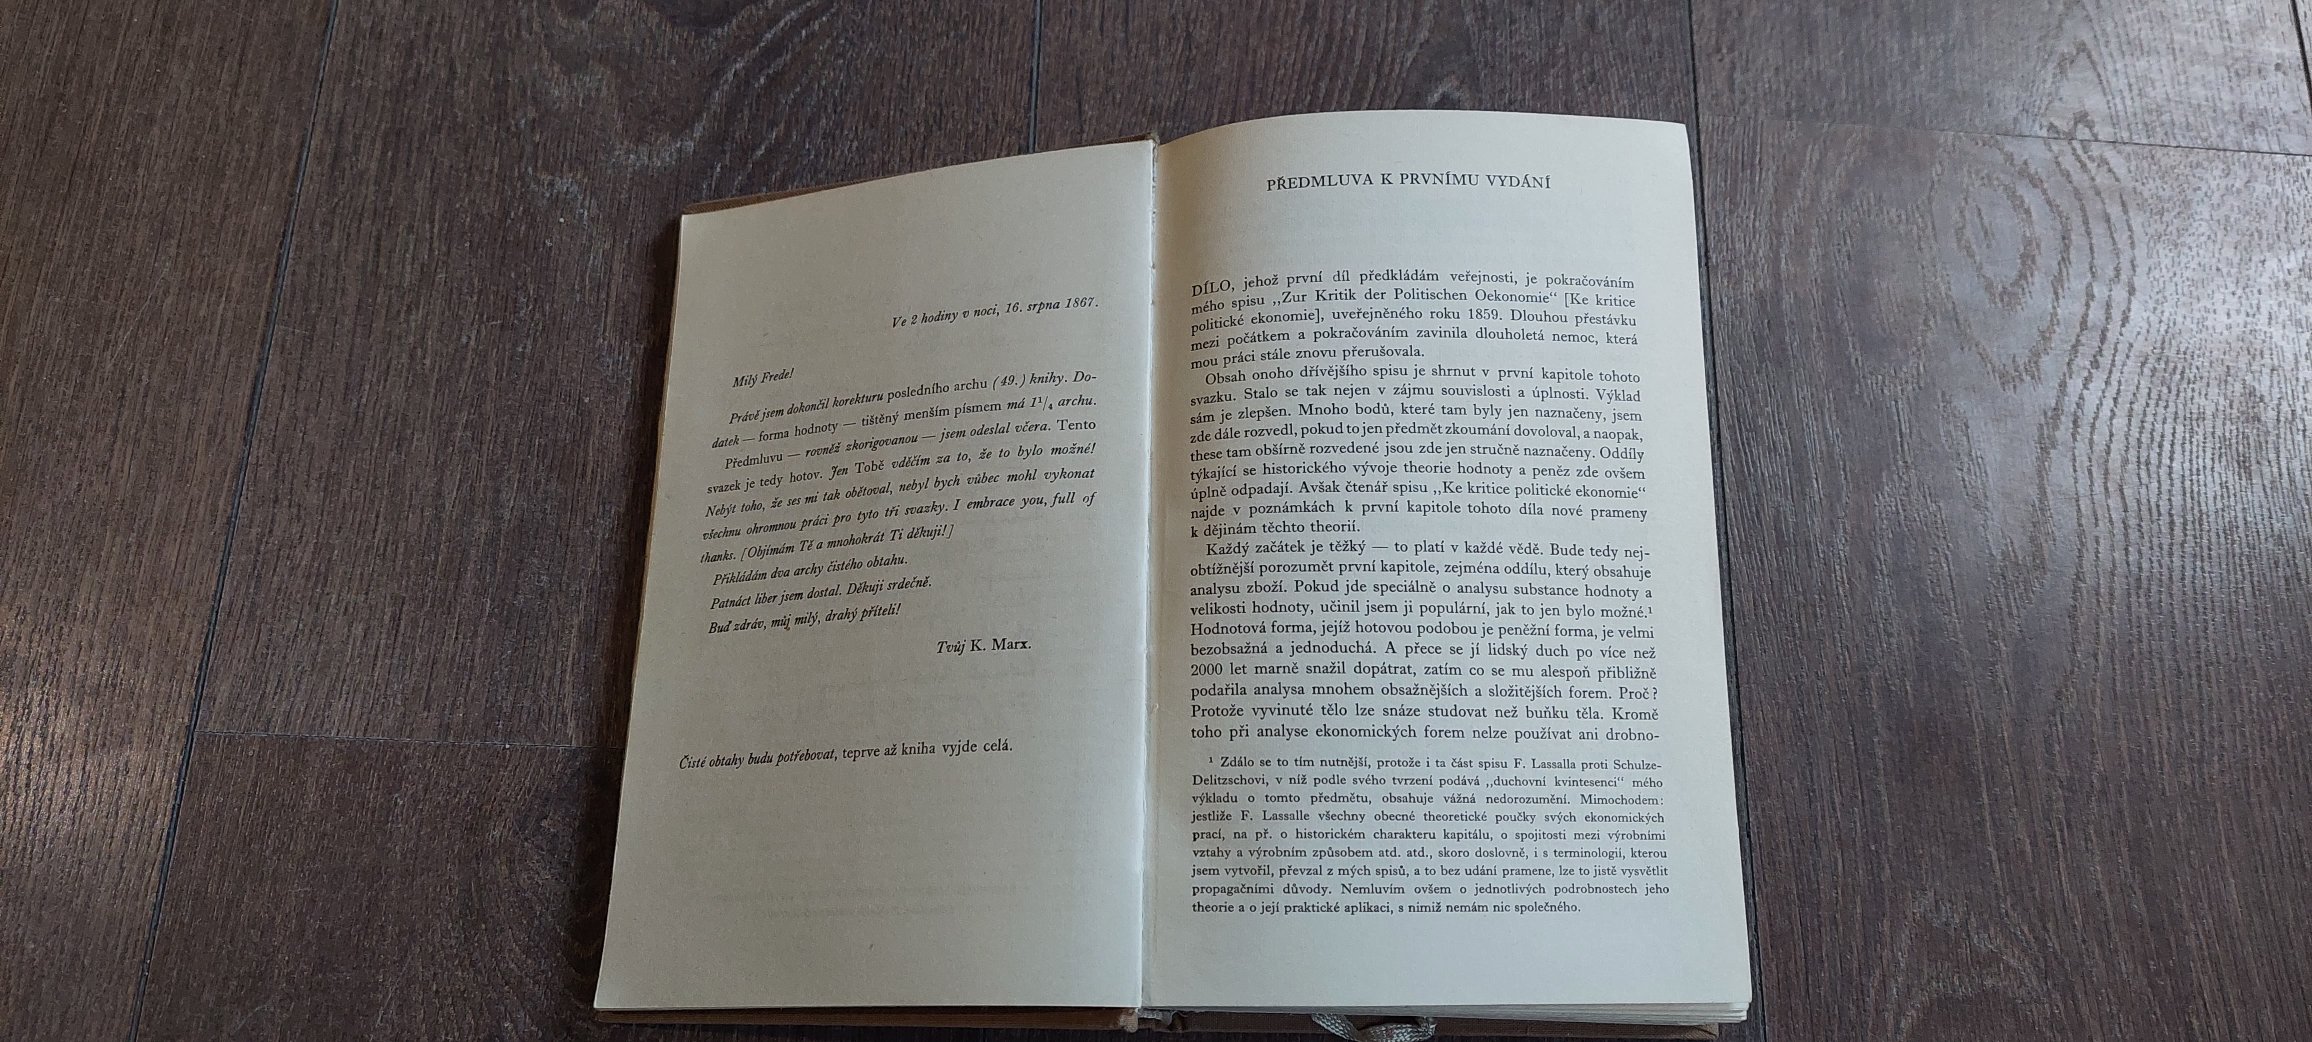 Ve 2 hodiny v noci, 16. srpna 1867.
Milý Frede!
Právě jsem dokončil korekturu posledního archu (49.) knihy. Do-
datek — forma hodnoty — tištěný menším písmem má 1¹/₄ archu.
Předmluvu — rovněž zkorigovanou — jsem odeslal včera. Tento
svazek je tedy hotov. Jen Tobě vděčím za to, že to bylo možné!
Nebýt toho, že ses mi tak obětoval, nebyl bych vůbec mohl vykonat
všechnu ohromnou práci pro tyto tři svazky. I embrace you, full of
thanks. [Objímám Tě a mnohokrát Ti děkuji!]
Přikládám dva archy čistého obtahu.
Patnáct liber jsem dostal. Děkuji srdečně.
Buď zdráv, můj milý, drahý příteli!
Tvůj K. Marx.
Čisté obtahy budu potřebovat, teprve až kniha vyjde celá.
PŘEDMLUVA K PRVNÍMU VYDÁNÍ
DÍLO, jehož první díl předkládám veřejnosti, je pokračováním
mého spisu ,,Zur Kritik der Politischen Oekonomie“ [Ke kritice
politické ekonomie], uveřejněného roku 1859. Dlouhou přestávku
mezi počátkem a pokračováním zavinila dlouholetá nemoc, která
mou práci stále znovu přerušovala.
Obsah onoho dřívějšího spisu je shrnut v první kapitole tohoto
svazku. Stalo se tak nejen v zájmu souvislosti a úplnosti. Výklad
sám je zlepšen. Mnoho bodů, které tam byly jen naznačeny, jsem
zde dále rozvedl, pokud to jen předmět zkoumání dovoloval, a naopak,
these tam obšírně rozvedené jsou zde jen stručně naznačeny. Oddíly
týkající se historického vývoje theorie hodnoty a peněz zde ovšem
úplně odpadají. Avšak čtenář spisu ,,Ke kritice politické ekonomie“
najde v poznámkách k první kapitole tohoto díla nové prameny
k dějinám těchto theorií.
Každý začátek je těžký — to platí v každé vědě. Bude tedy nej-
obtížnější porozumět první kapitole, zejména oddílu, který obsahuje
analysu zboží. Pokud jde speciálně o analysu substance hodnoty a
velikosti hodnoty, učinil jsem ji populární, jak to jen bylo možné.¹
Hodnotová forma, jejíž hotovou podobou je peněžní forma, je velmi
bezobsažná a jednoduchá. A přece se jí lidský duch po více než
2000 let marně snažil dopátrat, zatím co se mu alespoň přibližně
podařila analysa mnohem obsažnějších a složitějších forem. Proč?
Protože vyvinuté tělo lze snáze studovat než buňku těla. Kromě
toho při analyse ekonomických forem nelze používat ani drobno-
¹ Zdálo se to tím nutnější, protože i ta část spisu F. Lassalla proti Schulze-
Delitzschovi, v níž podle svého tvrzení podává ,,duchovní kvintesenci“ mého
výkladu o tomto předmětu, obsahuje vážná nedorozumění. Mimochodem:
jestliže F. Lassalle všechny obecné theoretické poučky svých ekonomických
prací, na př. o historickém charakteru kapitálu, o spojitosti mezi výrobními
vztahy a výrobním způsobem atd. atd., skoro doslovně, i s terminologií, kterou
jsem vytvořil, převzal z mých spisů, a to bez udání pramene, lze to jistě vysvětlit
propagačními důvody. Nemluvím ovšem o jednotlivých podrobnostech jeho
theorie a o její praktické aplikaci, s nimiž nemám nic společného.